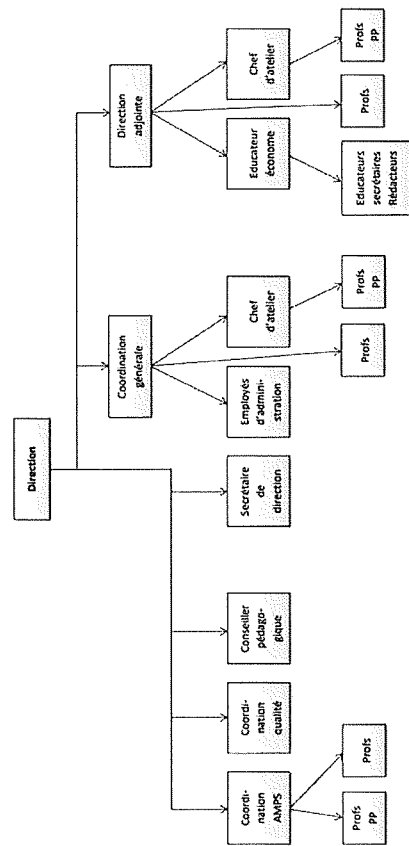 Direction
Coordination
générale
Direction
adjointe
Coordi-
nation
AMPS
Coordi-
nation
qualité
Conseiller
pédago-
gique
Secrétaire
de
direction
Employés
d'admini-
stration
Chef
d'atelier
Educateur
économe
Chef
d'atelier
Profs
PP
Profs
Profs
Profs
PP
Educateurs
secrétaires
Rédacteurs
Profs
Profs
PP